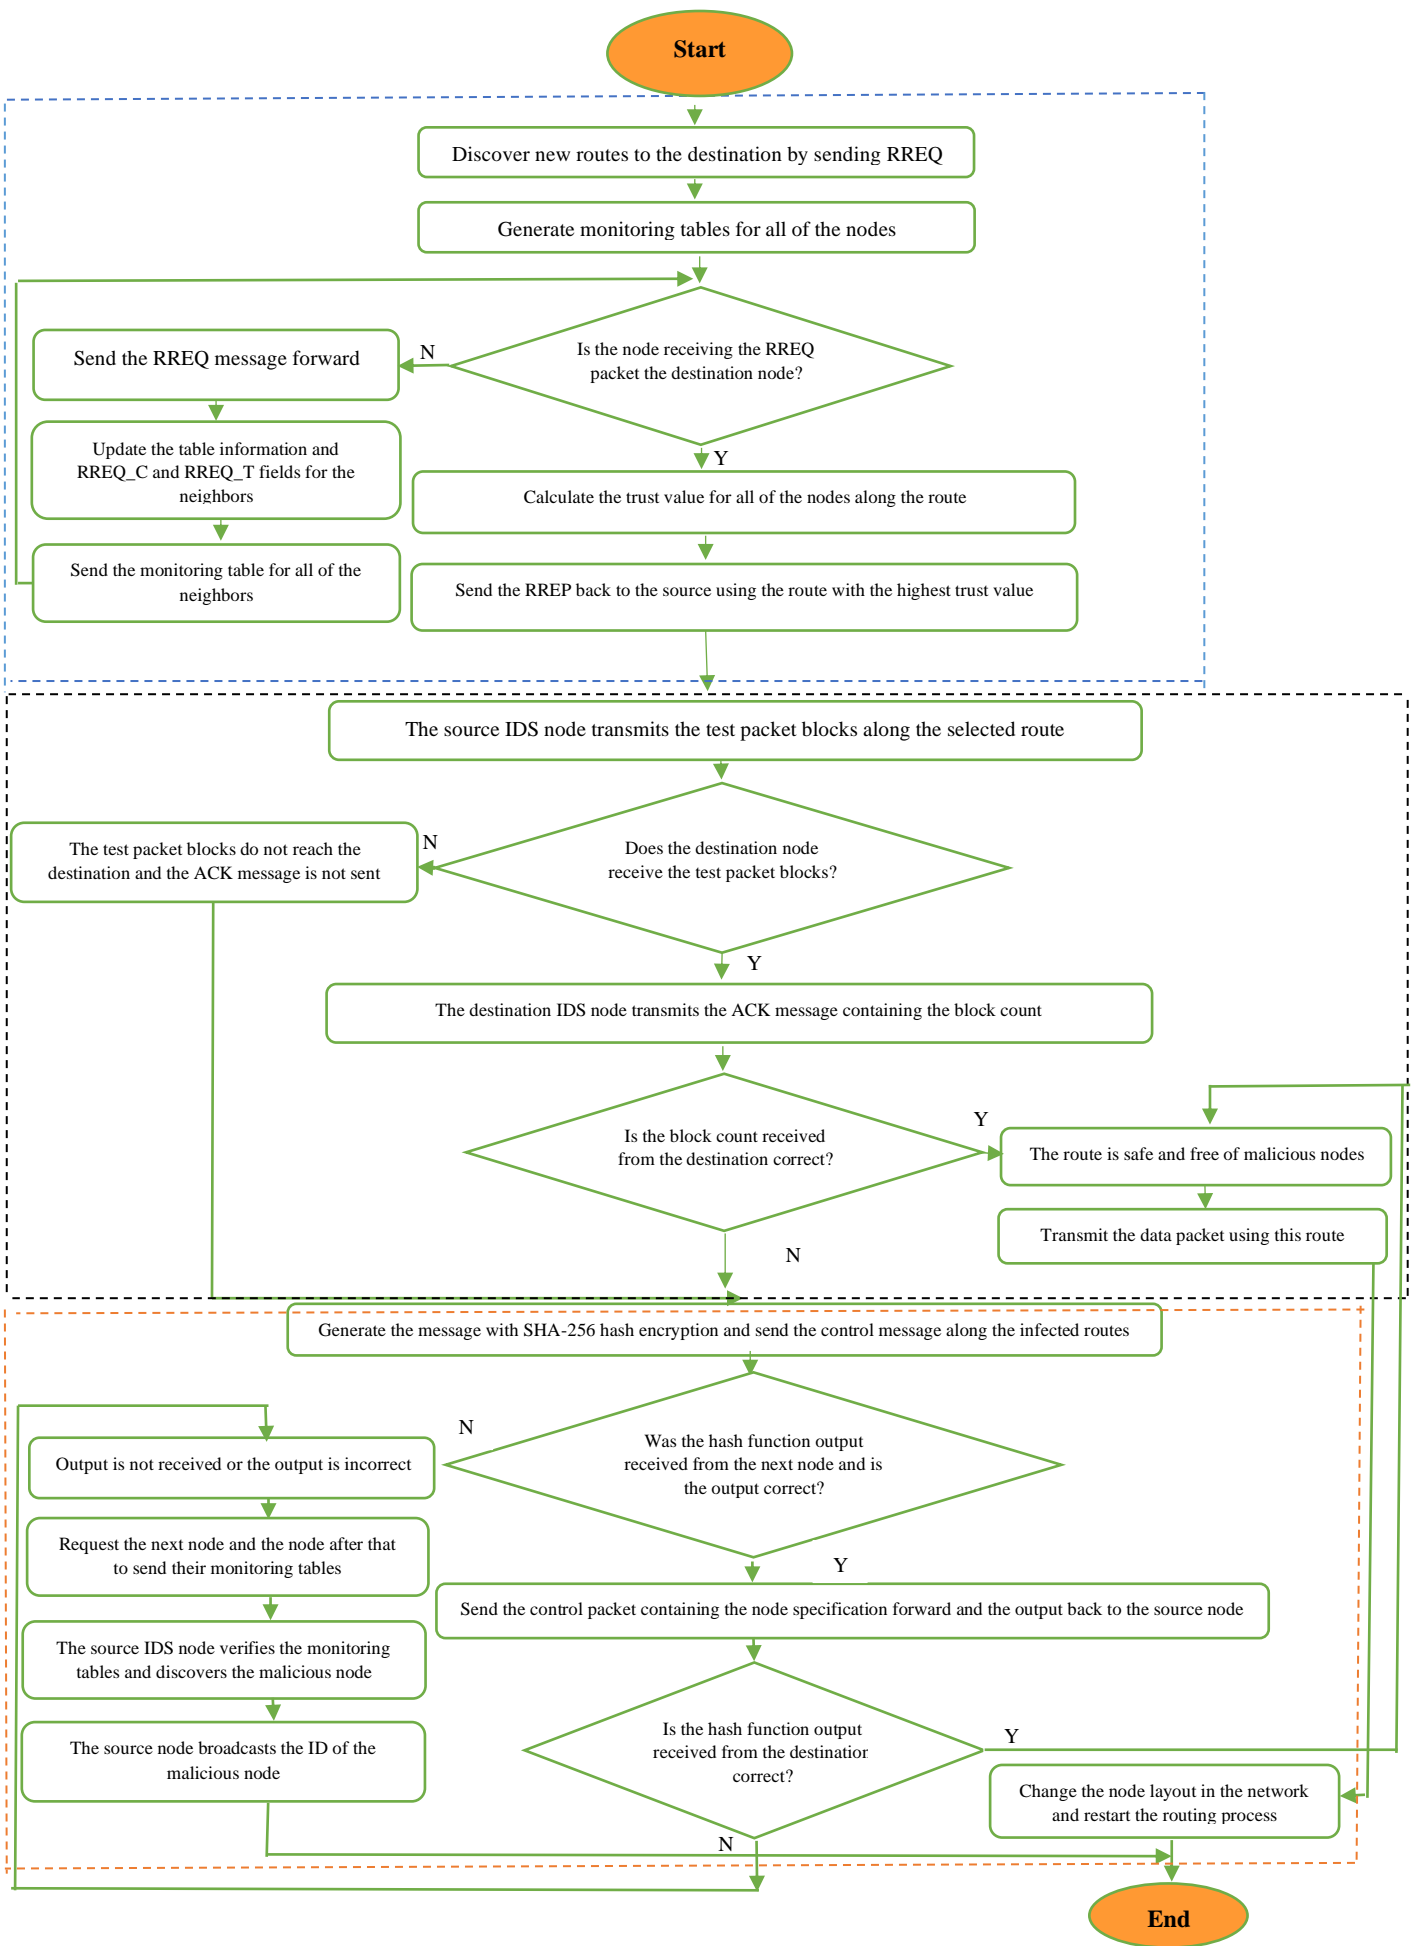 Start
Discover new routes to the destination by sending RREQ
Generate monitoring tables for all of the nodes
Is the node receiving the RREQ
packet the destination node?
N
Send the RREQ message forward
Update the table information and
RREQ_C and RREQ_T fields for the
neighbors
Send the monitoring table for all of the
neighbors
Y
Calculate the trust value for all of the nodes along the route
Send the RREP back to the source using the route with the highest trust value
The source IDS node transmits the test packet blocks along the selected route
Does the destination node
receive the test packet blocks?
N
The test packet blocks do not reach the
destination and the ACK message is not sent
Y
The destination IDS node transmits the ACK message containing the block count
Is the block count received
from the destination correct?
Y
The route is safe and free of malicious nodes
Transmit the data packet using this route
N
Generate the message with SHA-256 hash encryption and send the control message along the infected routes
Was the hash function output
received from the next node and is
the output correct?
N
Output is not received or the output is incorrect
Request the next node and the node after that
to send their monitoring tables
The source IDS node verifies the monitoring
tables and discovers the malicious node
The source node broadcasts the ID of the
malicious node
Y
Send the control packet containing the node specification forward and the output back to the source node
Is the hash function output
received from the destination
correct?
Y
Change the node layout in the network
and restart the routing process
N
End